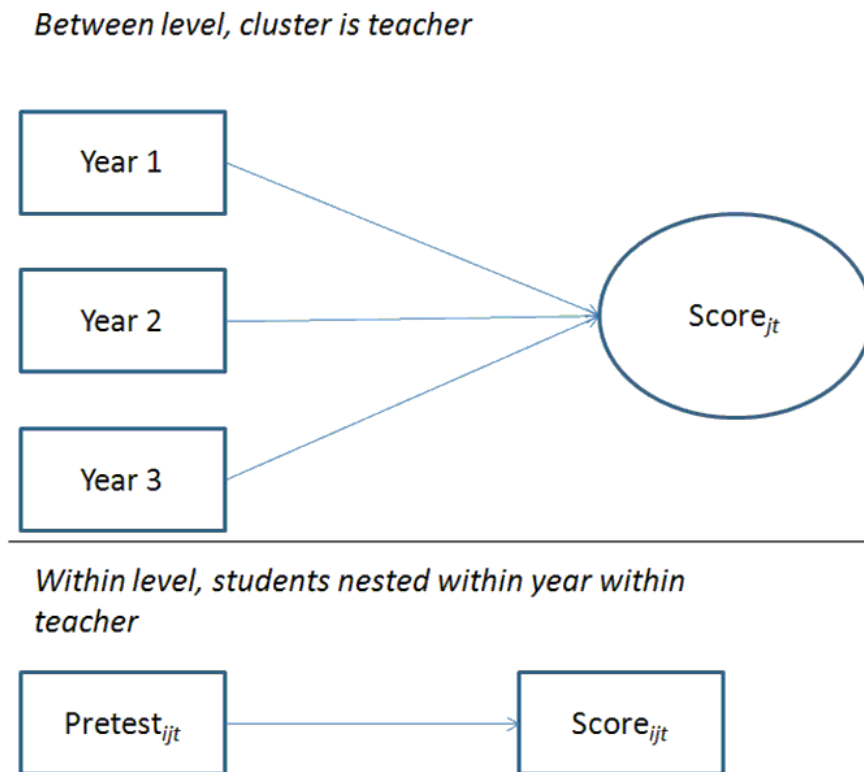 Between level, cluster is teacher
Year 1
Year 2
Score_jt
Year 3
Within level, students nested within year within
teacher
Pretest_ijt
Score_ijt